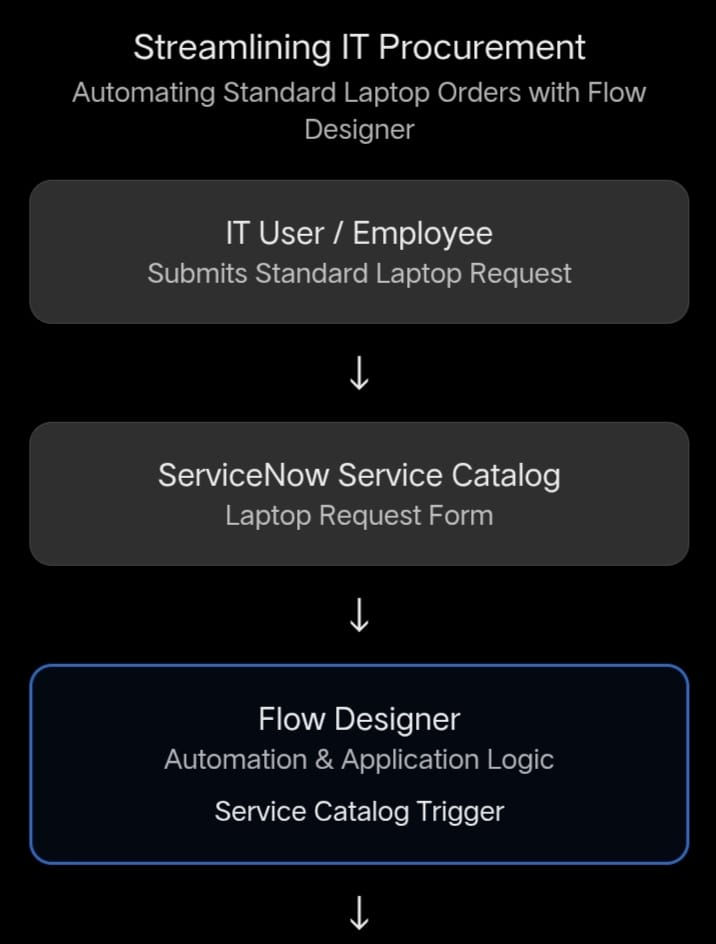 Streamlining IT Procurement
Automating Standard Laptop Orders with Flow
Designer
IT User / Employee
Submits Standard Laptop Request
↓
ServiceNow Service Catalog
Laptop Request Form
↓
Flow Designer
Automation & Application Logic
Service Catalog Trigger
↓